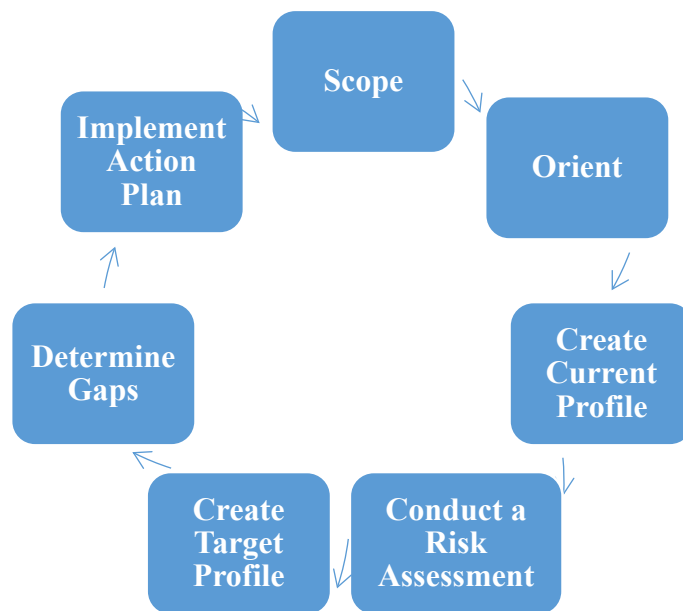 Scope
Orient
Create
Current
Profile
Conduct a
Risk
Assessment
Create
Target
Profile
Determine
Gaps
Implement
Action
Plan